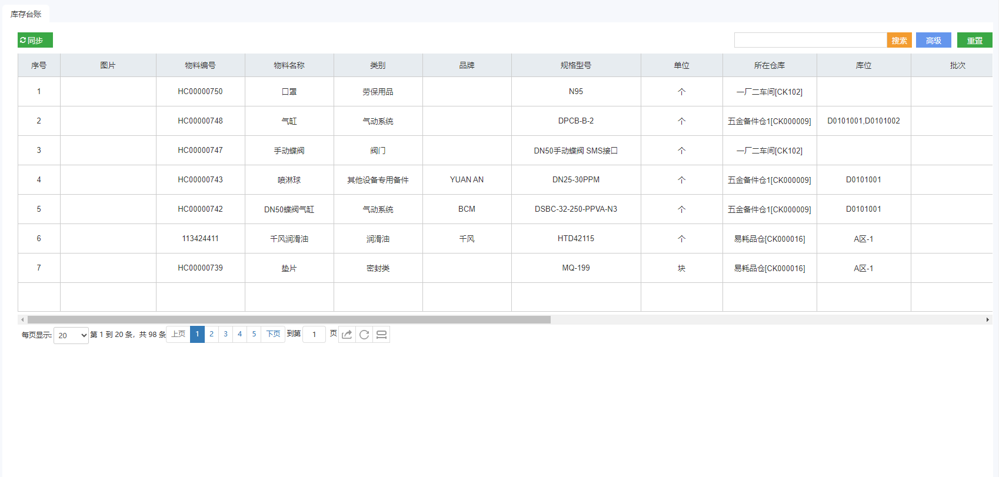 库存台账
同步 搜索 高级 重置
序号 图片 物料编号 物料名称 类别 品牌 规格型号 单位 所在仓库 库位 批次
1 HC00000750 口罩 劳保用品 N95 个 一厂二车间[CK102]
2 HC00000748 气缸 气动系统 DPCB-B-2 个 五金备件仓1[CK000009] D0101001,D0101002
3 HC00000747 手动蝶阀 阀门 DN50手动蝶阀 SMS接口 个 一厂二车间[CK102]
4 HC00000743 喷淋球 其他设备专用备件 YUAN AN DN25-30PPM 个 五金备件仓1[CK000009] D0101001
5 HC00000742 DN50蝶阀气缸 气动系统 BCM DSBC-32-250-PPVA-N3 个 五金备件仓1[CK000009] D0101001
6 113424411 千风润滑油 润滑油 千风 HTD42115 个 易耗品仓[CK000016] A区-1
7 HC00000739 垫片 密封类 MQ-199 块 易耗品仓[CK000016] A区-1
每页显示: 20 第 1 到 20 条，共 98 条 上页 1 2 3 4 5 下页 到第 1 页